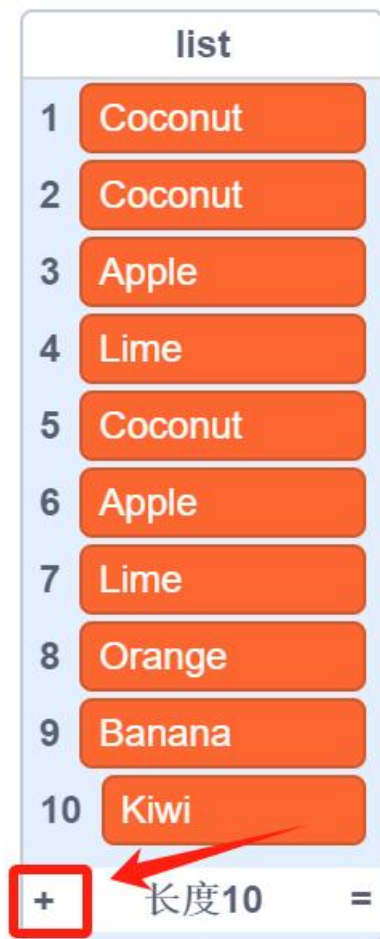 list
1 Coconut
2 Coconut
3 Apple
4 Lime
5 Coconut
6 Apple
7 Lime
8 Orange
9 Banana
10 Kiwi
+ 长度10 =